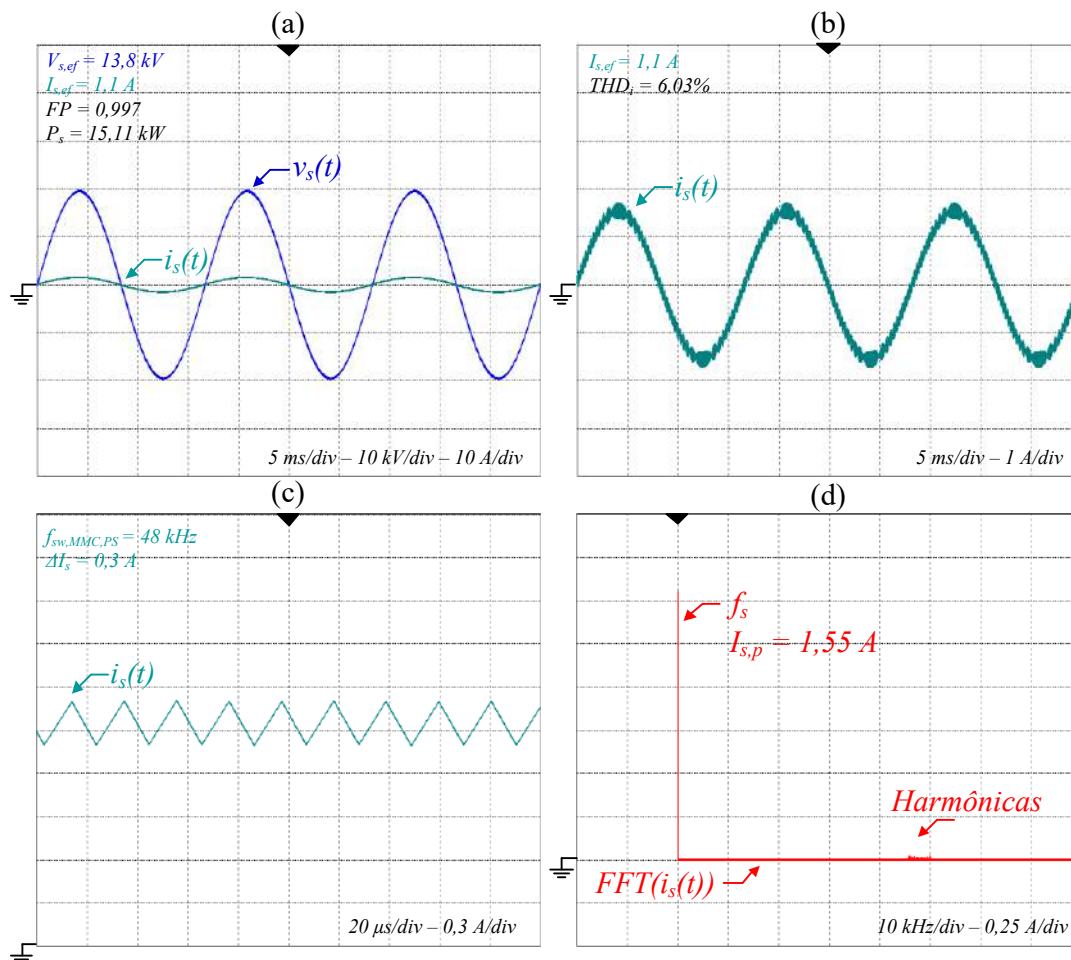 (a)
V_{s,ef} = 13,8 kV
I_{s,ef} = 1,1 A
FP = 0,997
P_s = 15,11 kW
v_s(t)
i_s(t)
5 ms/div – 10 kV/div – 10 A/div
(b)
I_{s,ef} = 1,1 A
THD_i = 6,03%
i_s(t)
5 ms/div – 1 A/div
(c)
f_{sw,MMC,PS} = 48 kHz
ΔI_s = 0,3 A
i_s(t)
20 μs/div – 0,3 A/div
(d)
f_s
I_{s,p} = 1,55 A
Harmônicas
FFT(i_s(t))
10 kHz/div – 0,25 A/div